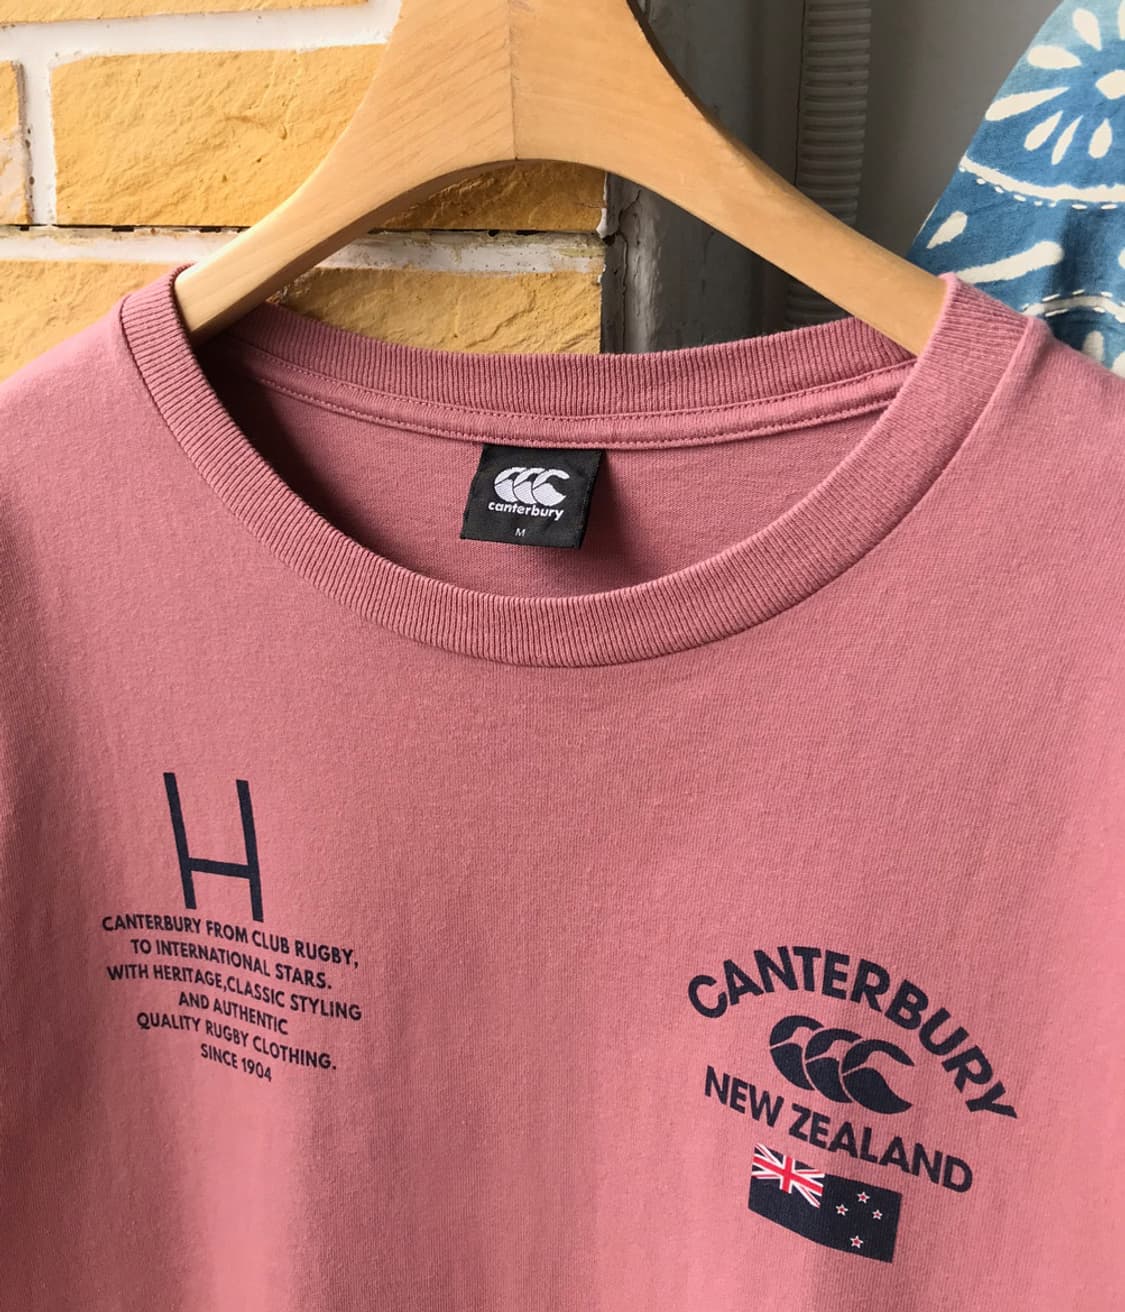 canterbury
M
H
CANTERBURY FROM CLUB RUGBY,
TO INTERNATIONAL STARS.
WITH HERITAGE,CLASSIC STYLING
AND AUTHENTIC
QUALITY RUGBY CLOTHING.
SINCE 1904
CANTERBURY
CCC
NEW ZEALAND